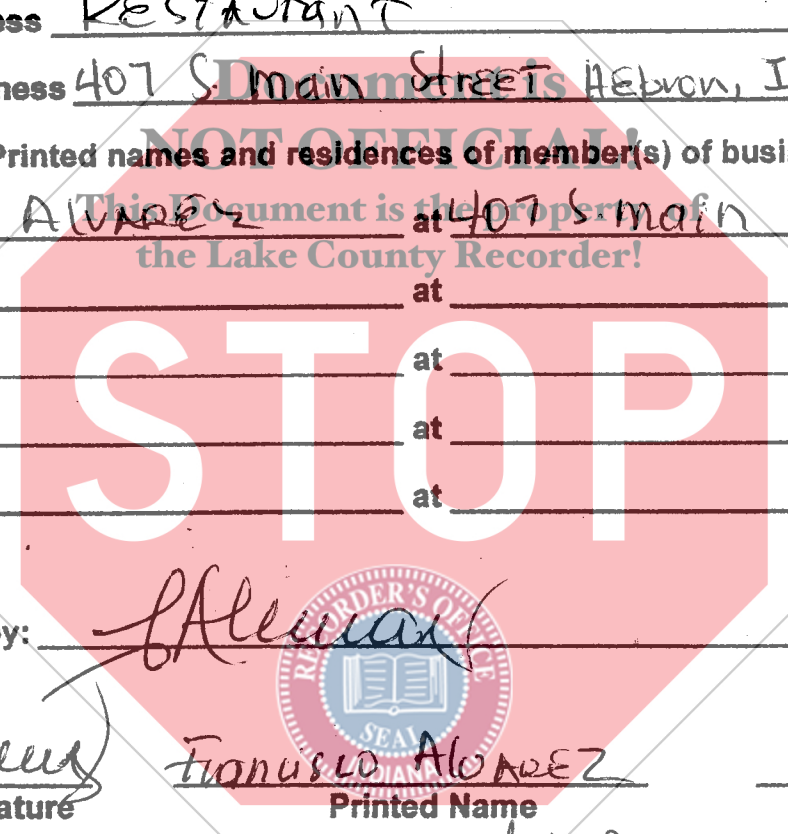 ess Restaurant
ness 407 S. Main Street Hebron, I
Document is
NOT OFFICIAL!
Printed names and residences of member(s) of busi
This Document is the property of
Alvarez at 407 S. Main
the Lake County Recorder!
at
at
at
at
STOP
y:
RECORDER'S OFFICE
SEAL
INDIANA
Francisco Alvarez
ature Printed Name